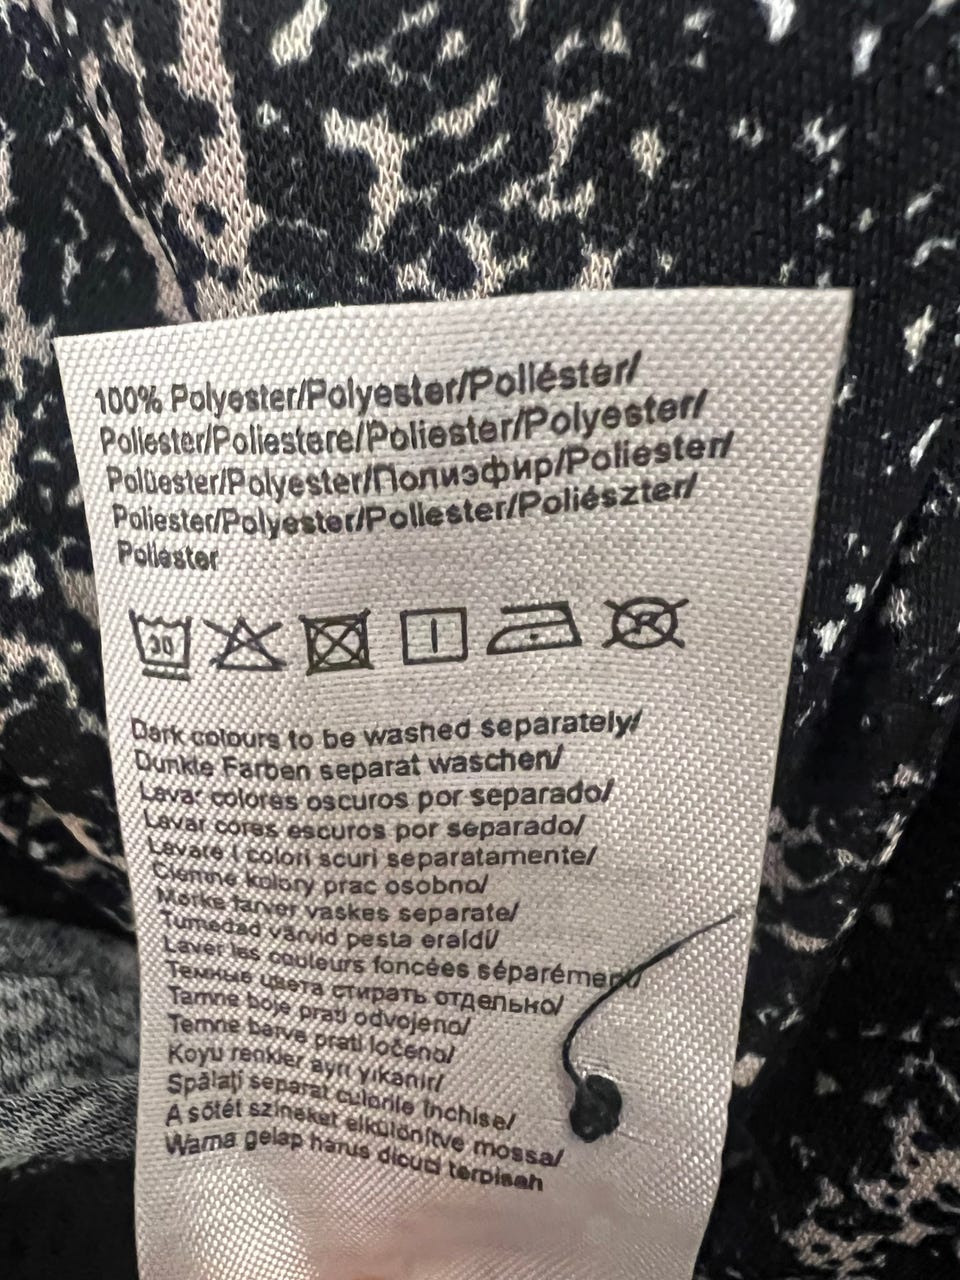 100% Polyester/Polyester/Poliéster/
Poliester/Poliestere/Poliester/Polyester/
Polüester/Polyester/Полиэфир/Poliester/
Poliester/Polyester/Poliester/Poliészter/
Poliester
30
I
R
Dark colours to be washed separately/
Dunkle Farben separat waschen/
Lavar colores oscuros por separado/
Lavar cores escuros por separado/
Lavare i colori scuri separatamente/
Ciemne kolory prac osobno/
Mørke farver vaskes separate/
Tumedad värvid pesta eraldi/
Laver les couleurs foncées séparément/
Темные цвета стирать отдельно/
Tamne boje prati odvojeno/
Temne barve prati ločeno/
Koyu renkler ayrı yıkanır/
Spălați separat culorile închise/
A sötét színeket elkülönítve mossa/
Warna gelap harus dicuci terpisah